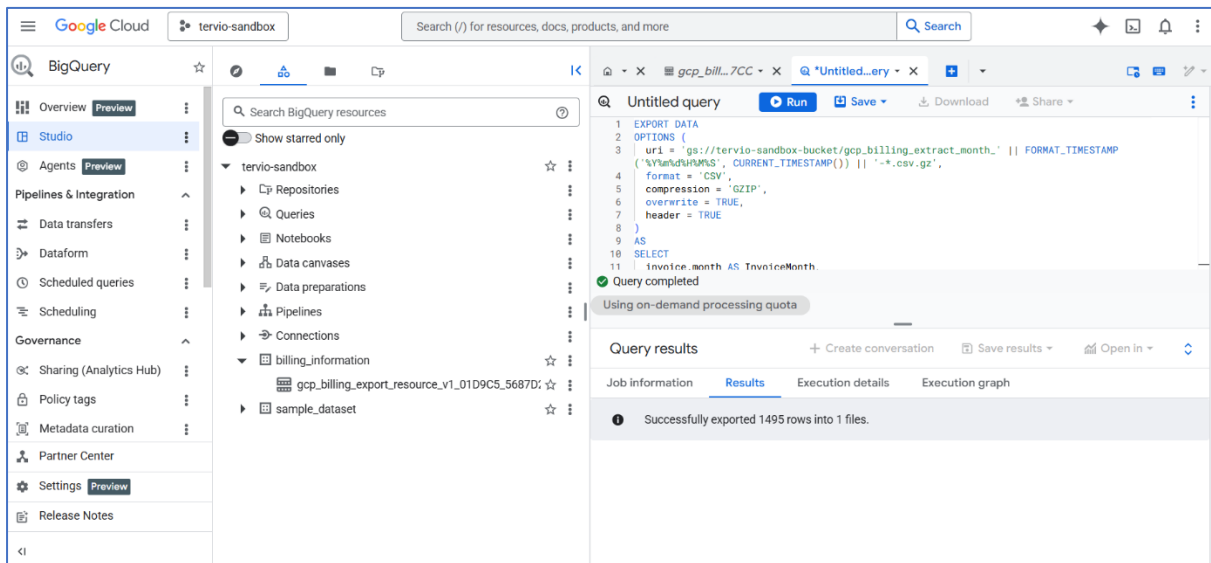 Google Cloud
tervio-sandbox
Search (/) for resources, docs, products, and more
Search
BigQuery
Overview Preview
Studio
Agents Preview
Pipelines & Integration
Data transfers
Dataform
Scheduled queries
Scheduling
Governance
Sharing (Analytics Hub)
Policy tags
Metadata curation
Partner Center
Settings Preview
Release Notes
Search BigQuery resources
Show starred only
tervio-sandbox
Repositories
Queries
Notebooks
Data canvases
Data preparations
Pipelines
Connections
billing_information
gcp_billing_export_resource_v1_01D9C5_5687D
sample_dataset
gcp_bill...7CC
*Untitled...ery
Untitled query
Run
Save
Download
Share
1 EXPORT DATA
2 OPTIONS (
3 uri = 'gs://tervio-sandbox-bucket/gcp_billing_extract_month_' || FORMAT_TIMESTAMP
('%Y%m%d%H%M%S', CURRENT_TIMESTAMP()) || '-*.csv.gz',
4 format = 'CSV',
5 compression = 'GZIP',
6 overwrite = TRUE,
7 header = TRUE
8 )
9 AS
10 SELECT
11 invoice.month AS InvoiceMonth,
Query completed
Using on-demand processing quota
Query results
Create conversation
Save results
Open in
Job information
Results
Execution details
Execution graph
Successfully exported 1495 rows into 1 files.